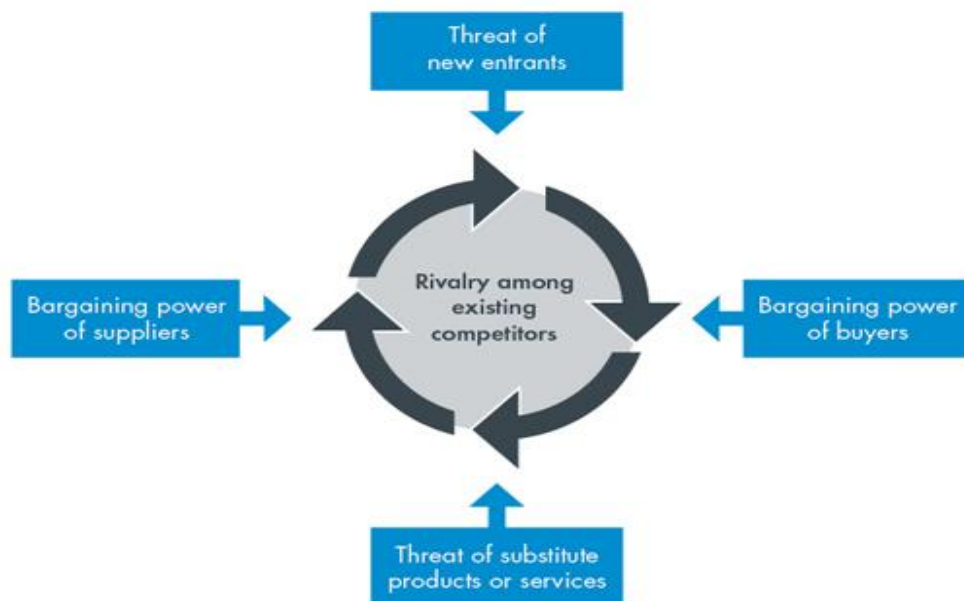 Threat of
new entrants
Bargaining power
of suppliers
Rivalry among
existing
competitors
Bargaining power
of buyers
Threat of substitute
products or services